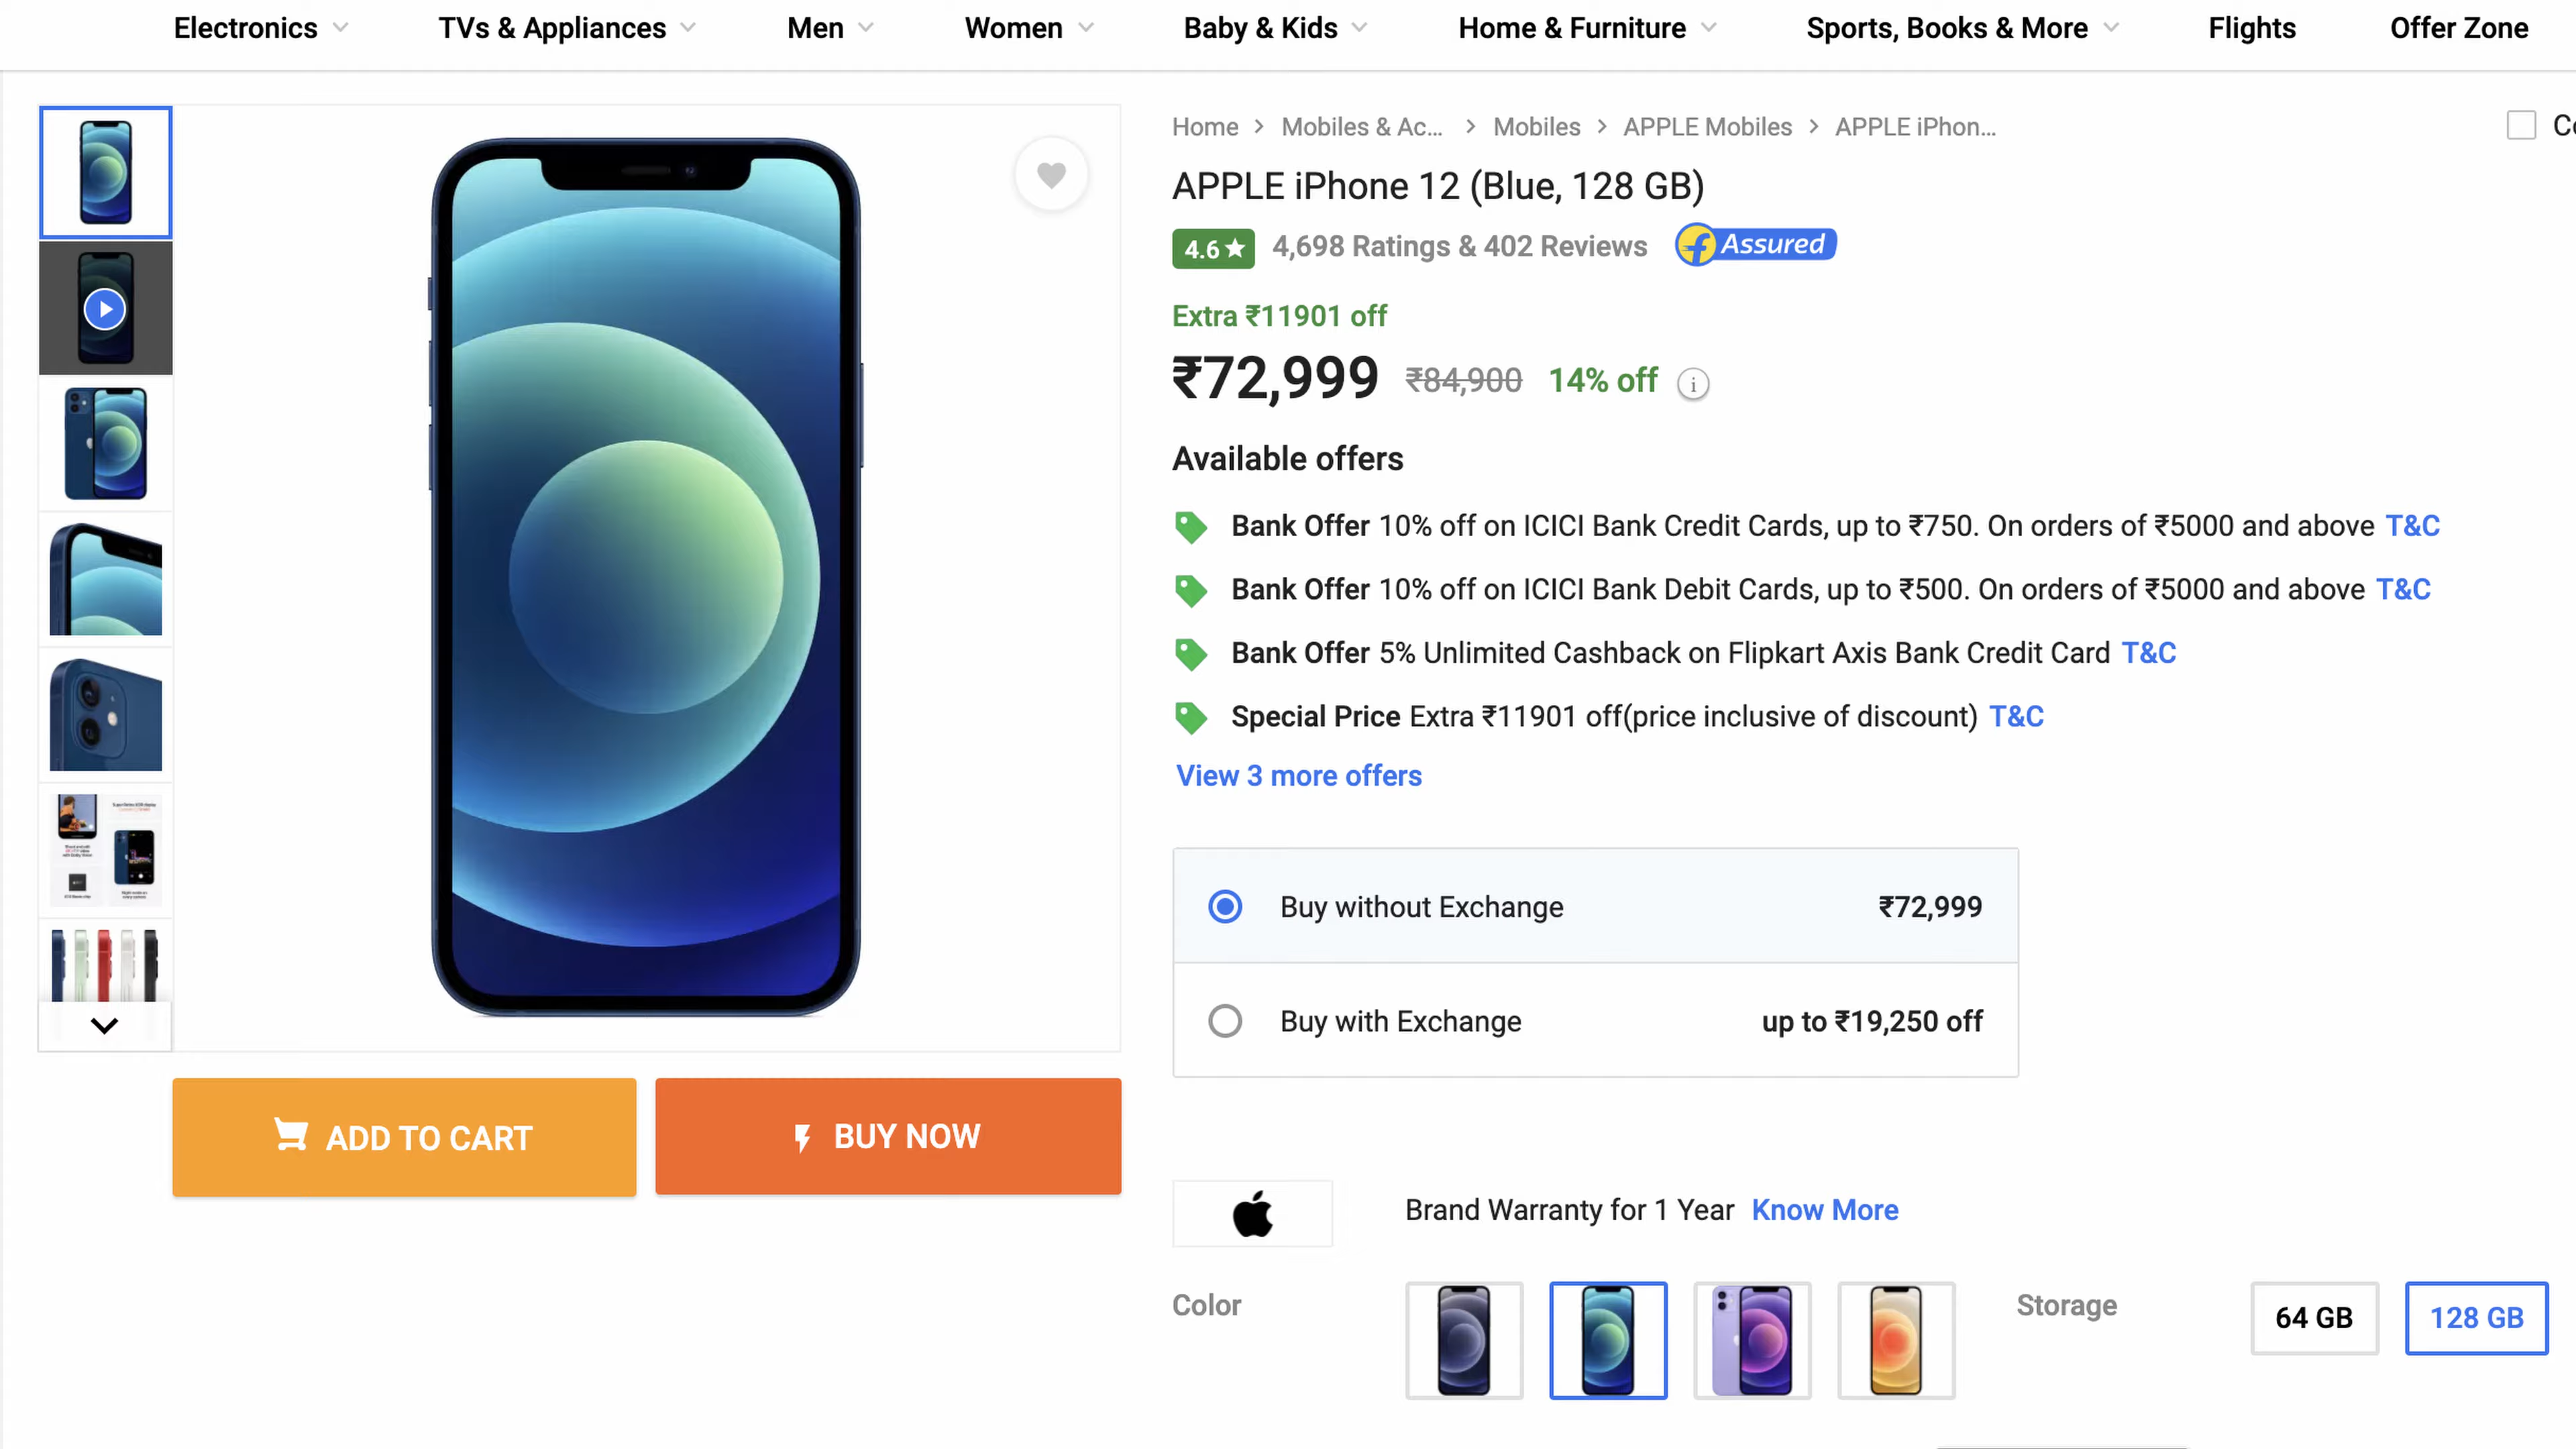 Electronics TVs & Appliances Men Women Baby & Kids Home & Furniture Sports, Books & More Flights Offer Zone
Home > Mobiles & Ac... > Mobiles > APPLE Mobiles > APPLE iPhon...
APPLE iPhone 12 (Blue, 128 GB)
4.6★ 4,698 Ratings & 402 Reviews Assured
Extra ₹11901 off
₹72,999 ₹84,900 14% off i
Available offers
Bank Offer 10% off on ICICI Bank Credit Cards, up to ₹750. On orders of ₹5000 and above T&C
Bank Offer 10% off on ICICI Bank Debit Cards, up to ₹500. On orders of ₹5000 and above T&C
Bank Offer 5% Unlimited Cashback on Flipkart Axis Bank Credit Card T&C
Special Price Extra ₹11901 off(price inclusive of discount) T&C
View 3 more offers
Buy without Exchange ₹72,999
Buy with Exchange up to ₹19,250 off
ADD TO CART
BUY NOW
Brand Warranty for 1 Year Know More
Color
Storage 64 GB 128 GB